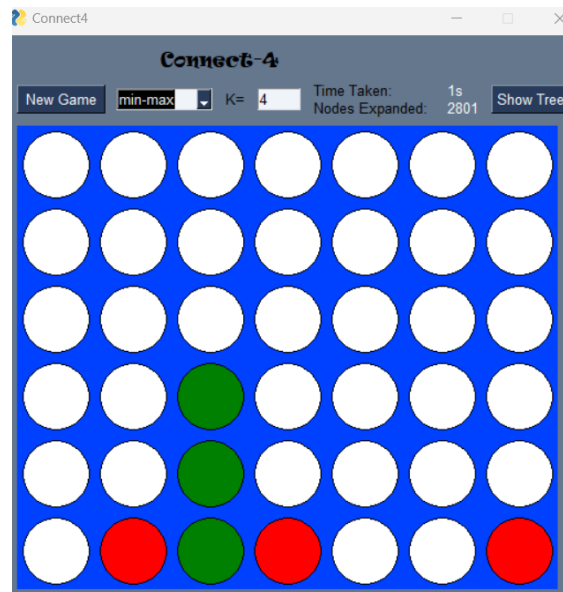 Connect4
Connect-4
New Game min-max K= 4 Time Taken: 1s Show Tree
Nodes Expanded: 2801